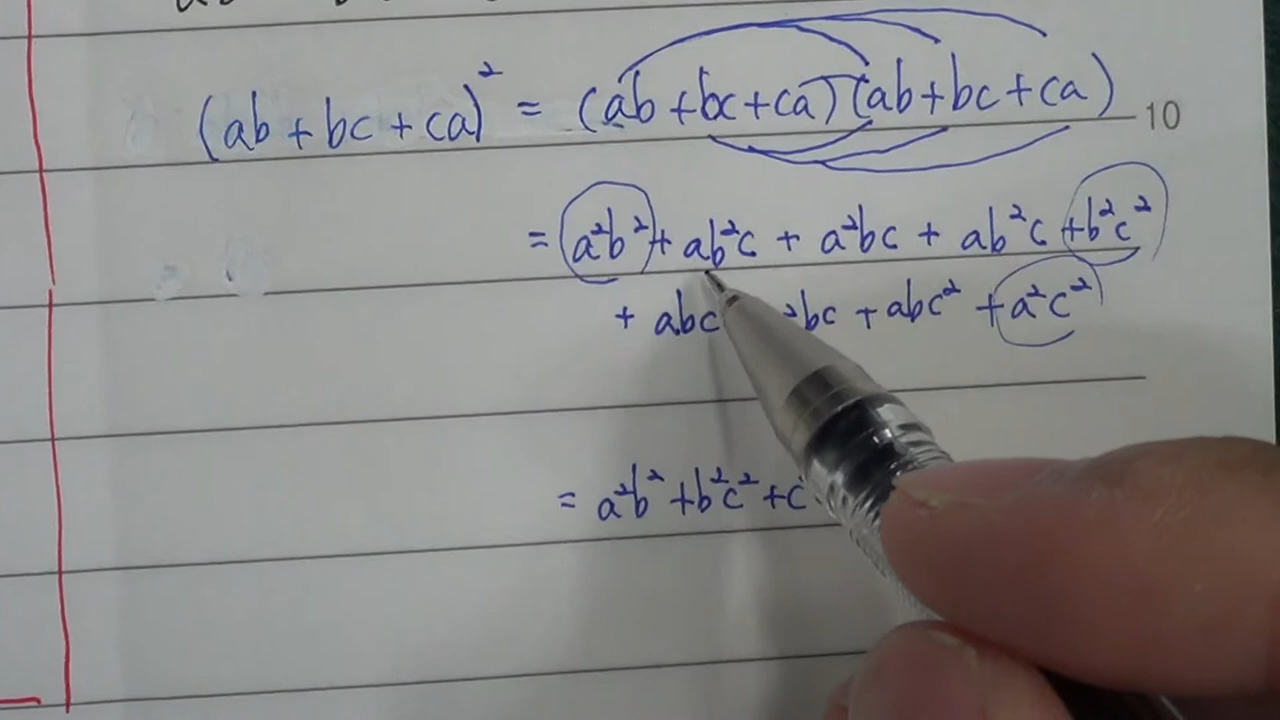 (ab+bc+ca)² = (ab+bc+ca)(ab+bc+ca)
10
= a²b² + ab²c + a²bc + ab²c + b²c²
+ abc ²bc + abc² + a²c²
= a²b² + b²c² + c